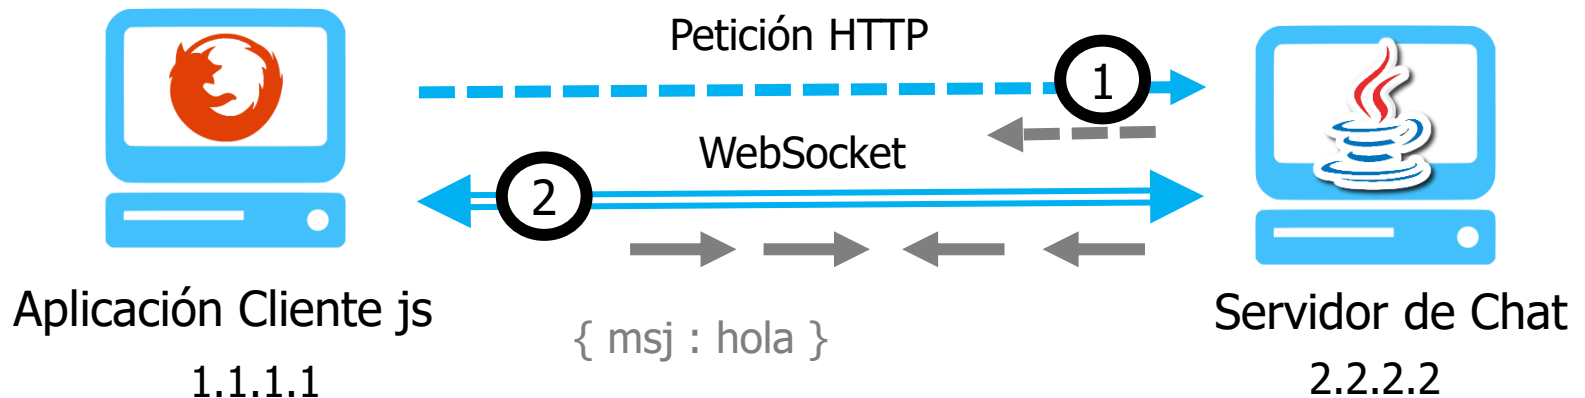 Petición HTTP
1
WebSocket
2
Aplicación Cliente js
1.1.1.1
{ msj : hola }
Servidor de Chat
2.2.2.2